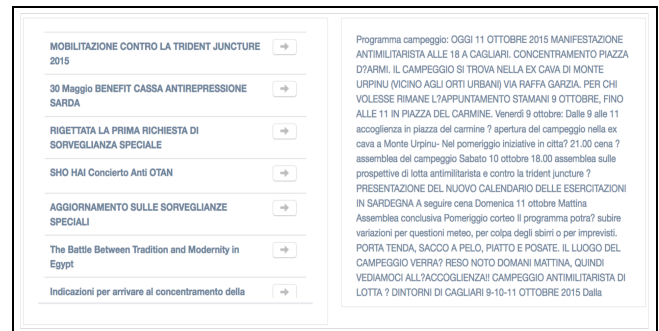 MOBILITAZIONE CONTRO LA TRIDENT JUNCTURE
2015
30 Maggio BENEFIT CASSA ANTIREPRESSIONE
SARDA
RIGETTATA LA PRIMA RICHIESTA DI
SORVEGLIANZA SPECIALE
SHO HAI Concierto Anti OTAN
AGGIORNAMENTO SULLE SORVEGLIANZE
SPECIALI
The Battle Between Tradition and Modernity in
Egypt
Indicazioni per arrivare al concentramento della
Programma campeggio: OGGI 11 OTTOBRE 2015 MANIFESTAZIONE
ANTIMILITARISTA ALLE 18 A CAGLIARI. CONCENTRAMENTO PIAZZA
D?ARMI. IL CAMPEGGIO SI TROVA NELLA EX CAVA DI MONTE
URPINU (VICINO AGLI ORTI URBANI) VIA RAFFA GARZIA. PER CHI
VOLESSE RIMANE L?APPUNTAMENTO STAMANI 9 OTTOBRE, FINO
ALLE 11 IN PIAZZA DEL CARMINE. Venerdì 9 ottobre: Dalle 9 alle 11
accoglienza in piazza del carmine ? apertura del campeggio nella ex
cava a Monte Urpinu- Nel pomeriggio iniziative in citta? 21.00 cena ?
assemblea del campeggio Sabato 10 ottobre 18.00 assemblea sulle
prospettive di lotta antimilitarista e contro la trident juncture ?
PRESENTAZIONE DEL NUOVO CALENDARIO DELLE ESERCITAZIONI
IN SARDEGNA A seguire cena Domenica 11 ottobre Mattina
Assemblea conclusiva Pomeriggio corteo Il programma potra? subire
variazioni per questioni meteo, per colpa degli sbirri o per imprevisti.
PORTA TENDA, SACCO A PELO, PIATTO E POSATE. IL LUOGO DEL
CAMPEGGIO VERRA? RESO NOTO DOMANI MATTINA, QUINDI
VEDIAMOCI ALL?ACCOGLIENZA!! CAMPEGGIO ANTIMILITARISTA DI
LOTTA ? DINTORNI DI CAGLIARI 9-10-11 OTTOBRE 2015 Dalla